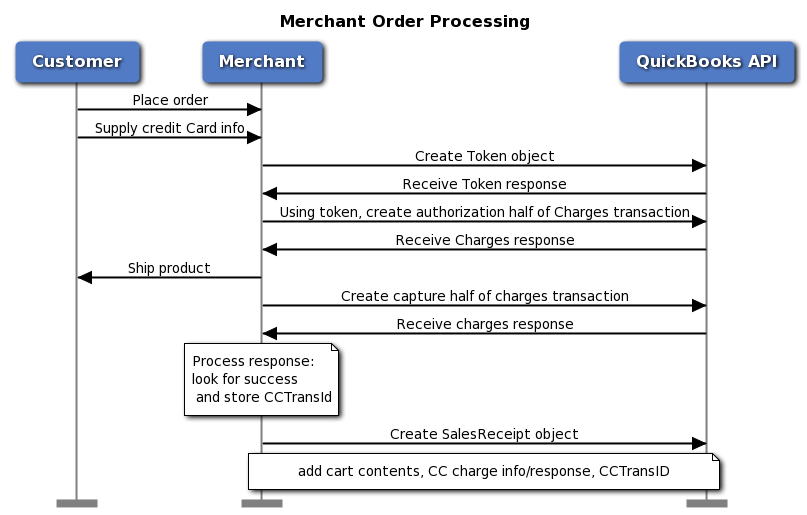 Merchant Order Processing
Customer
Merchant
QuickBooks API
Place order
Supply credit Card info
Create Token object
Receive Token response
Using token, create authorization half of Charges transaction
Receive Charges response
Ship product
Create capture half of charges transaction
Receive charges response
Process response:
look for success
and store CCTransId
Create SalesReceipt object
add cart contents, CC charge info/response, CCTransID